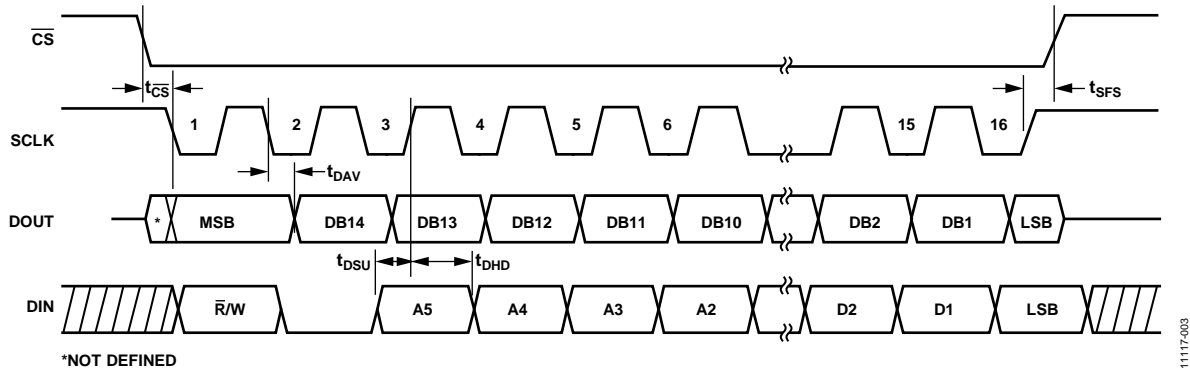 CS
tCS
tSFS
SCLK
1 2 3 4 5 6 15 16
tDAV
DOUT
* MSB DB14 DB13 DB12 DB11 DB10 DB2 DB1 LSB
tDSU tDHD
DIN
R/W A5 A4 A3 A2 D2 D1 LSB
*NOT DEFINED
11117-003